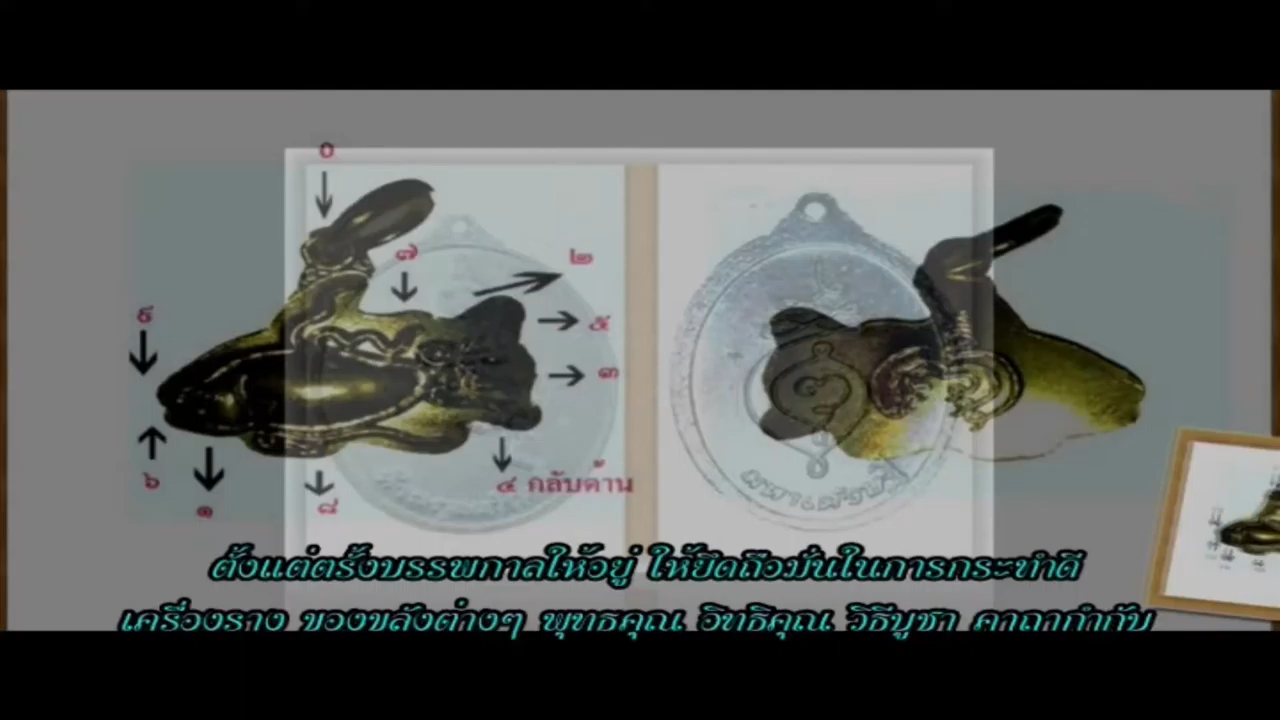 ๐
๗
๒
๕
๓
๖
๑
๘
๔ กลับด้าน
ตั้งแต่ครั้งบรรพกาลให้อยู่ ให้ยึดถือมั่นในการกระทำดี
เครื่องราง ของขลังต่างๆ พุทธคุณ อิทธิคุณ วิธีบูชา คาถากำกับ